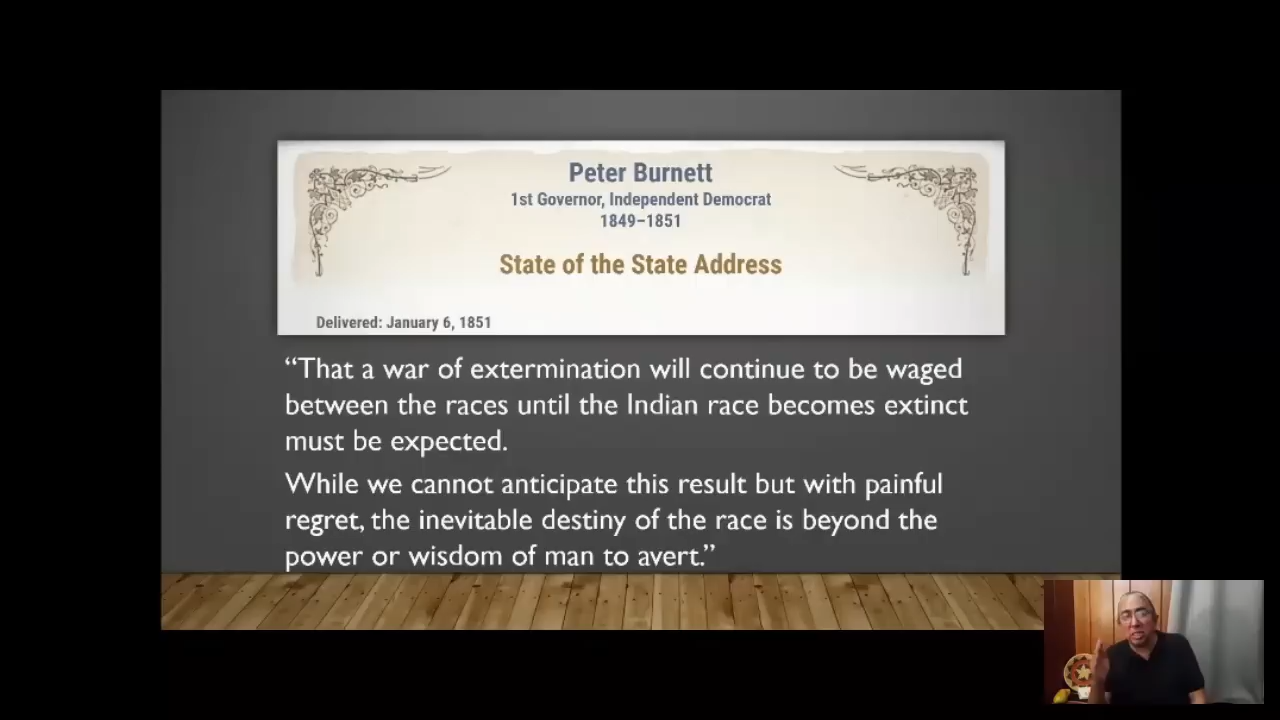 Peter Burnett
1st Governor, Independent Democrat
1849–1851
State of the State Address
Delivered: January 6, 1851
“That a war of extermination will continue to be waged
between the races until the Indian race becomes extinct
must be expected.
While we cannot anticipate this result but with painful
regret, the inevitable destiny of the race is beyond the
power or wisdom of man to avert.”